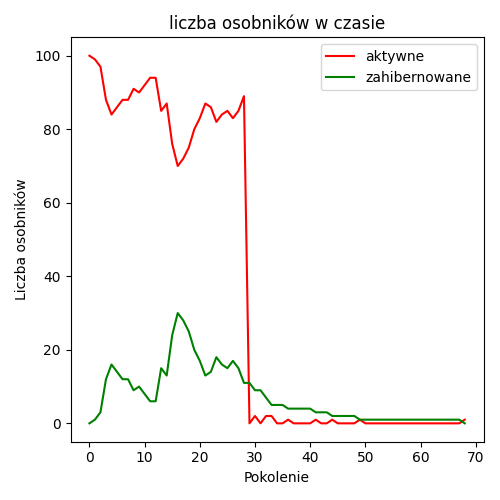 liczba osobników w czasie
aktywne
zahibernowane
Liczba osobników
100
80
60
40
20
0
0 10 20 30 40 50 60 70
Pokolenie